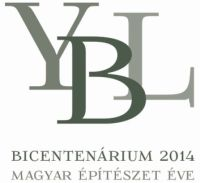 YBL
BICENTENÁRIUM 2014
MAGYAR ÉPÍTÉSZET ÉVE